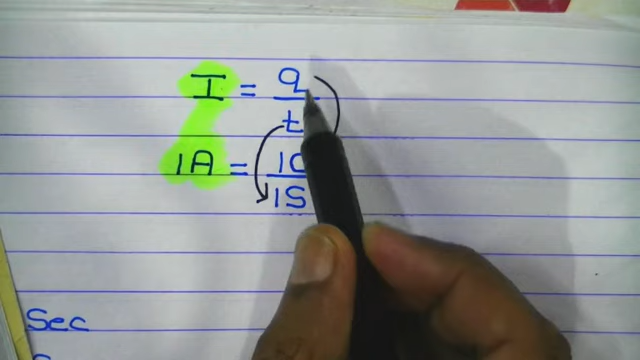 I = q/t
1A = 1C/1S
Sec